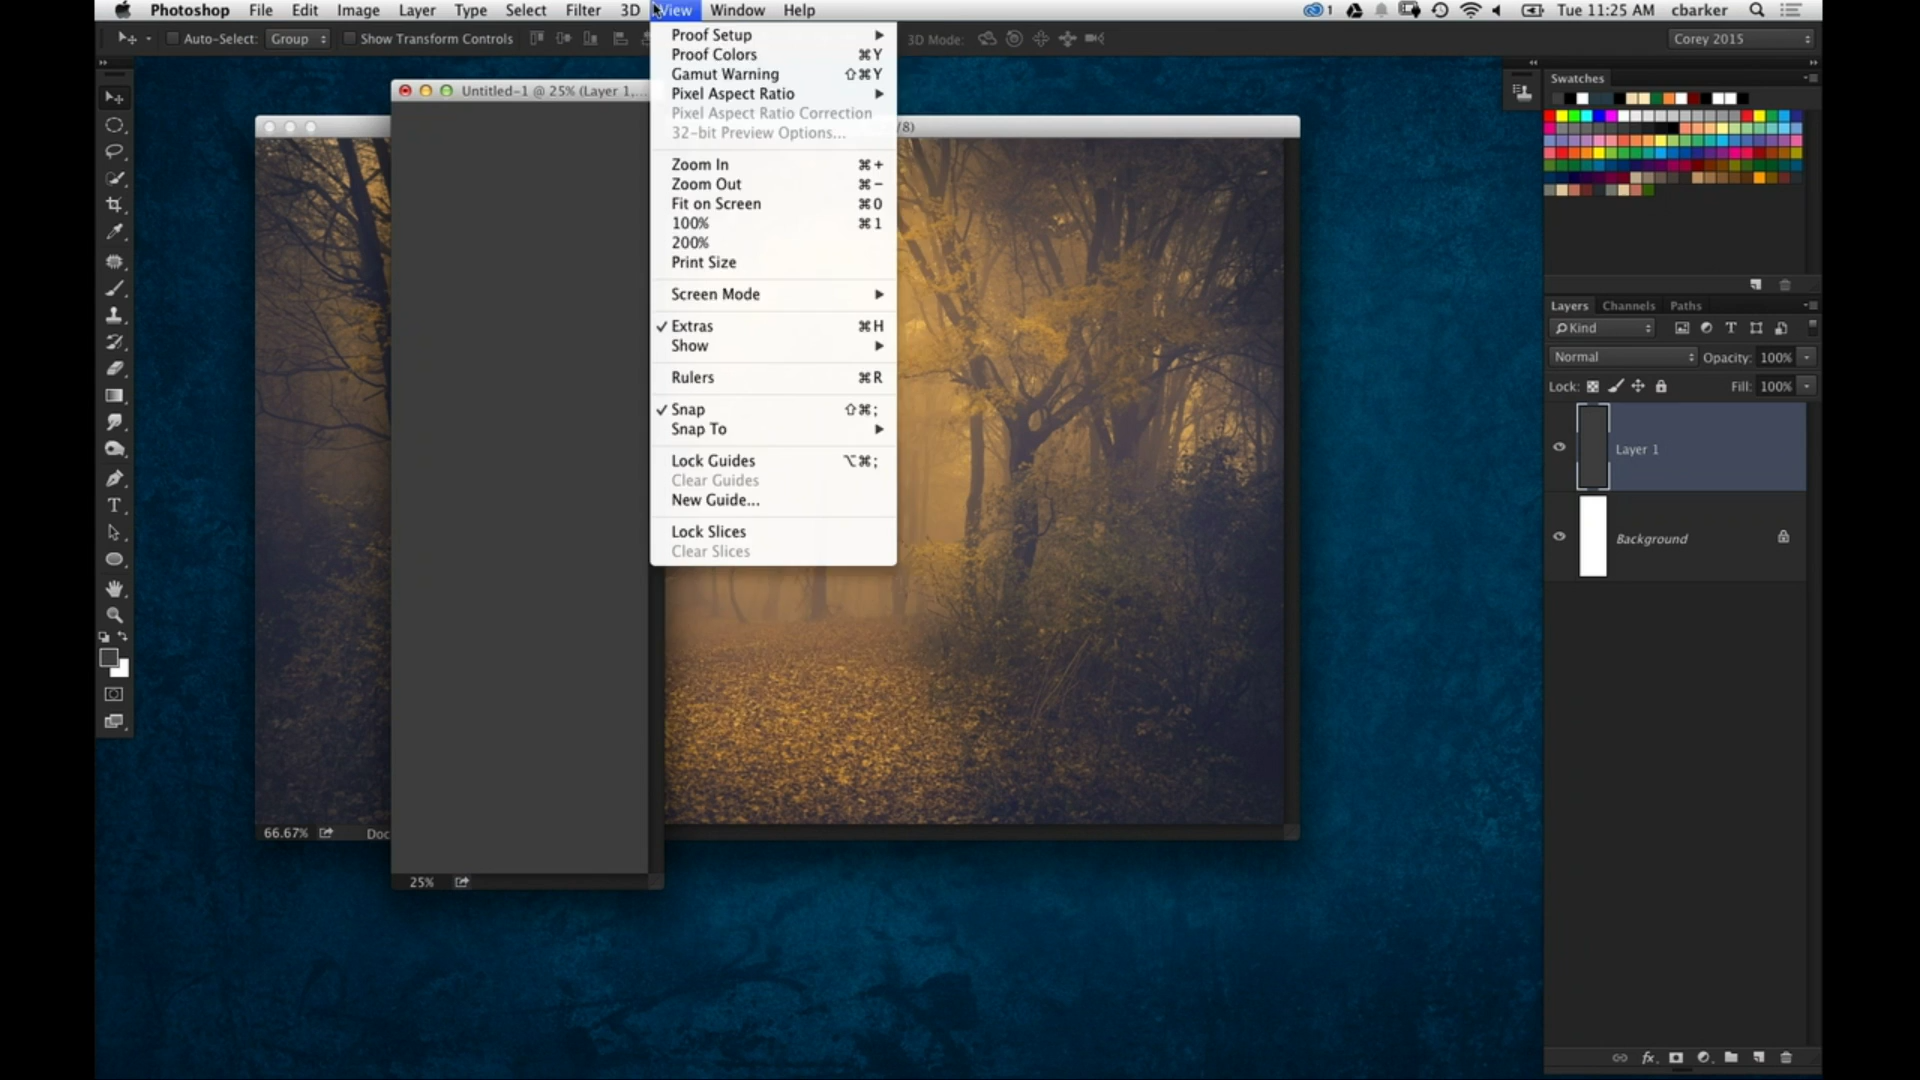 Photoshop File Edit Image Layer Type Select Filter 3D View Window Help 1 Tue 11:25 AM cbarker
Auto-Select: Group Show Transform Controls 3D Mode: Corey 2015
Proof Setup
Proof Colors ⌘Y
Gamut Warning ⇧⌘Y
Pixel Aspect Ratio
Pixel Aspect Ratio Correction
32-bit Preview Options...
Zoom In ⌘+
Zoom Out ⌘−
Fit on Screen ⌘0
100% ⌘1
200%
Print Size
Screen Mode
✓ Extras ⌘H
Show
Rulers ⌘R
✓ Snap ⇧⌘;
Snap To
Lock Guides ⌥⌘;
Clear Guides
New Guide...
Lock Slices
Clear Slices
Untitled-1 @ 25% (Layer 1,...
/8)
66.67% Doc
25%
Swatches
Layers Channels Paths
Kind
Normal Opacity: 100%
Lock: Fill: 100%
Layer 1
Background